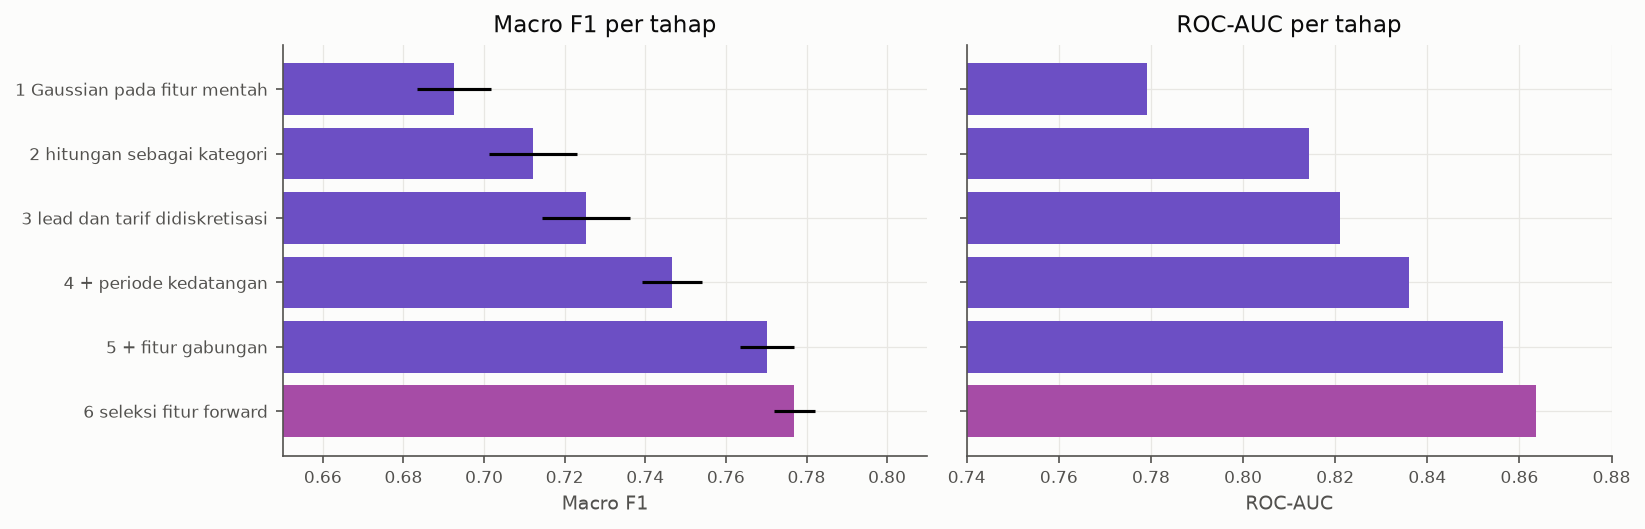 Macro F1 per tahap
1 Gaussian pada fitur mentah
2 hitungan sebagai kategori
3 lead dan tarif didiskretisasi
4 + periode kedatangan
5 + fitur gabungan
6 seleksi fitur forward
0.66 0.68 0.70 0.72 0.74 0.76 0.78 0.80
Macro F1
ROC-AUC per tahap
0.74 0.76 0.78 0.80 0.82 0.84 0.86 0.88
ROC-AUC